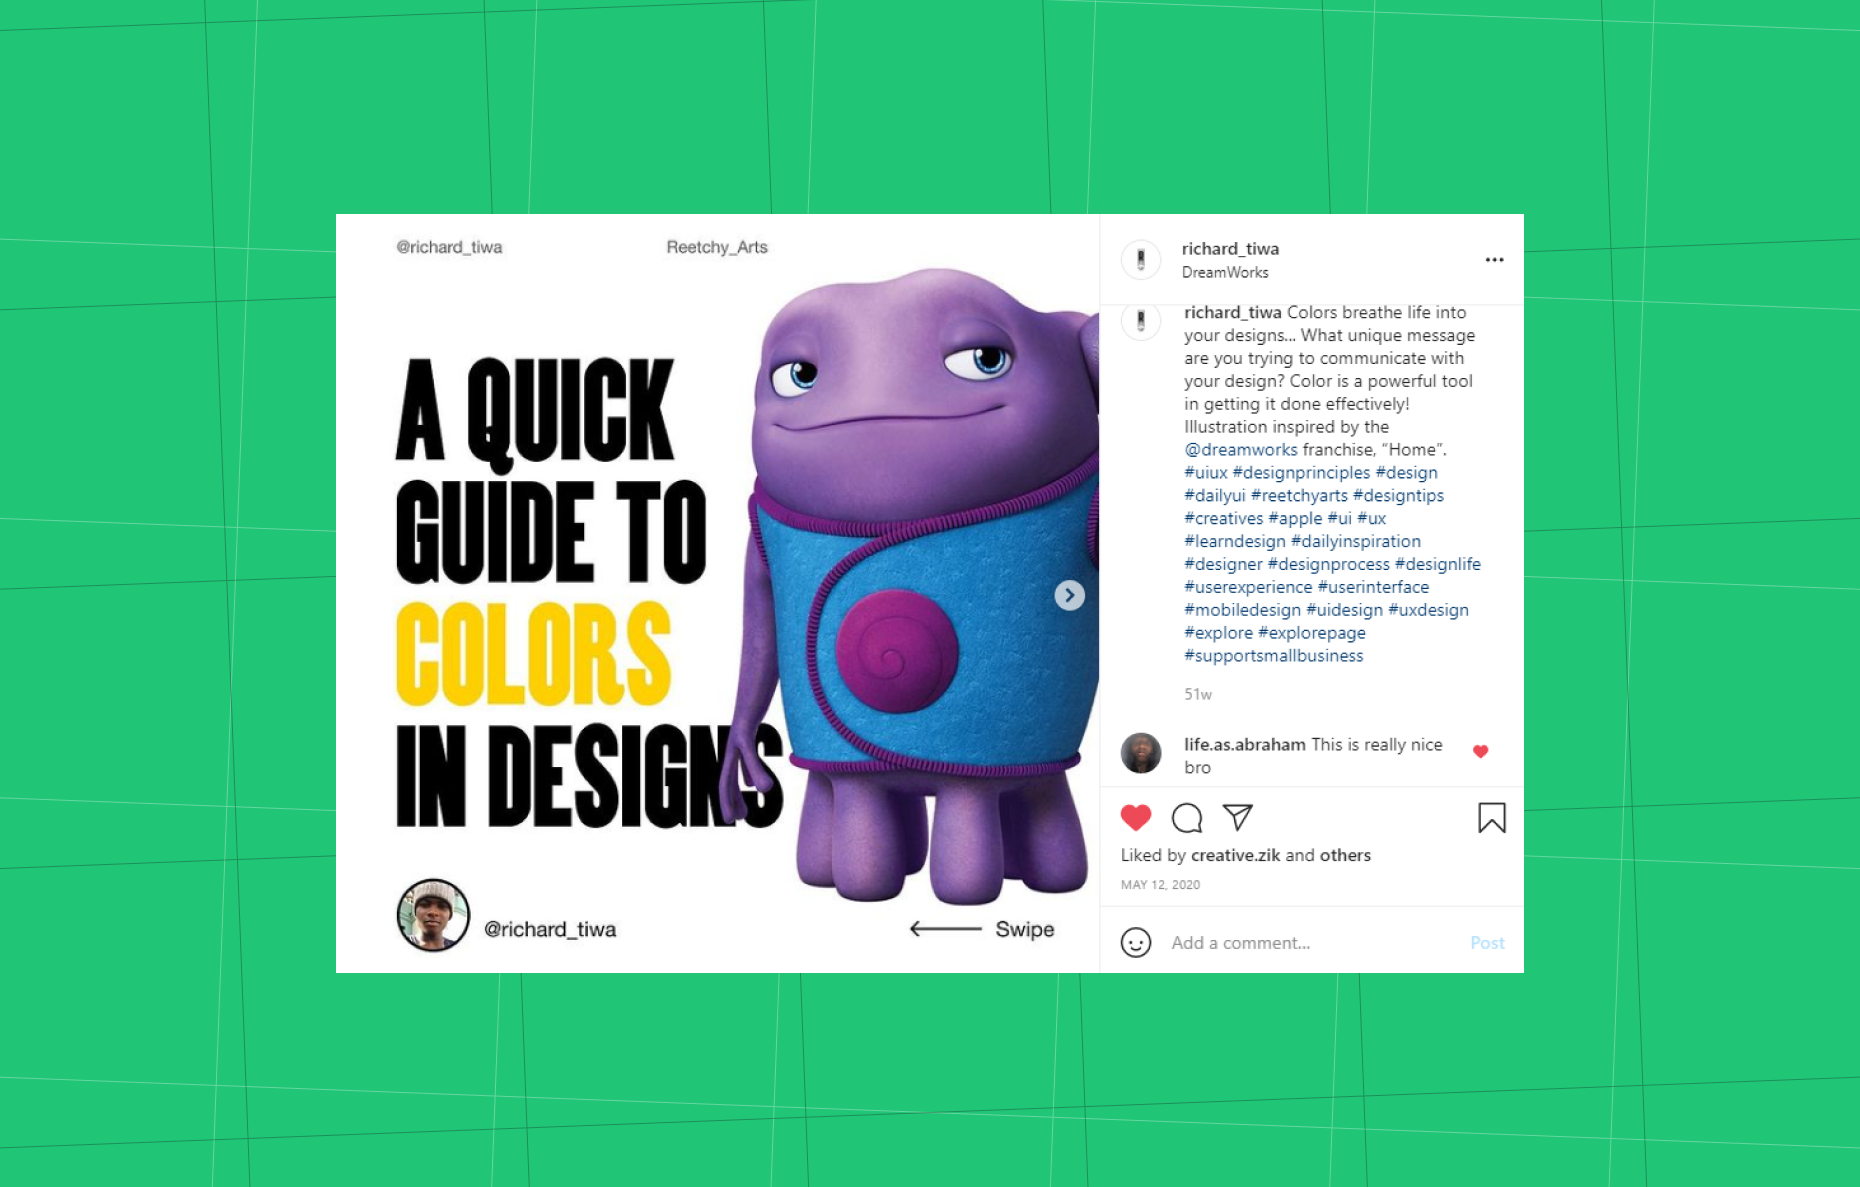 @richard_tiwa
Reetchy_Arts
A QUICK
GUIDE TO
COLORS
IN DESIGNS
@richard_tiwa
Swipe
richard_tiwa
DreamWorks
richard_tiwa Colors breathe life into
your designs... What unique message
are you trying to communicate with
your design? Color is a powerful tool
in getting it done effectively!
Illustration inspired by the
@dreamworks franchise, “Home”.
#uiux #designprinciples #design
#dailyui #reetchyarts #designtips
#creatives #apple #ui #ux
#learndesign #dailyinspiration
#designer #designprocess #designlife
#userexperience #userinterface
#mobiledesign #uidesign #uxdesign
#explore #explorepage
#supportsmallbusiness
51w
life.as.abraham This is really nice
bro
Liked by creative.zik and others
MAY 12, 2020
Add a comment...
Post